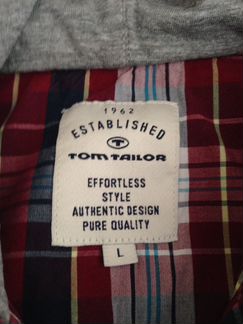 1962
ESTABLISHED
TOM TAILOR
EFFORTLESS
STYLE
AUTHENTIC DESIGN
PURE QUALITY
L